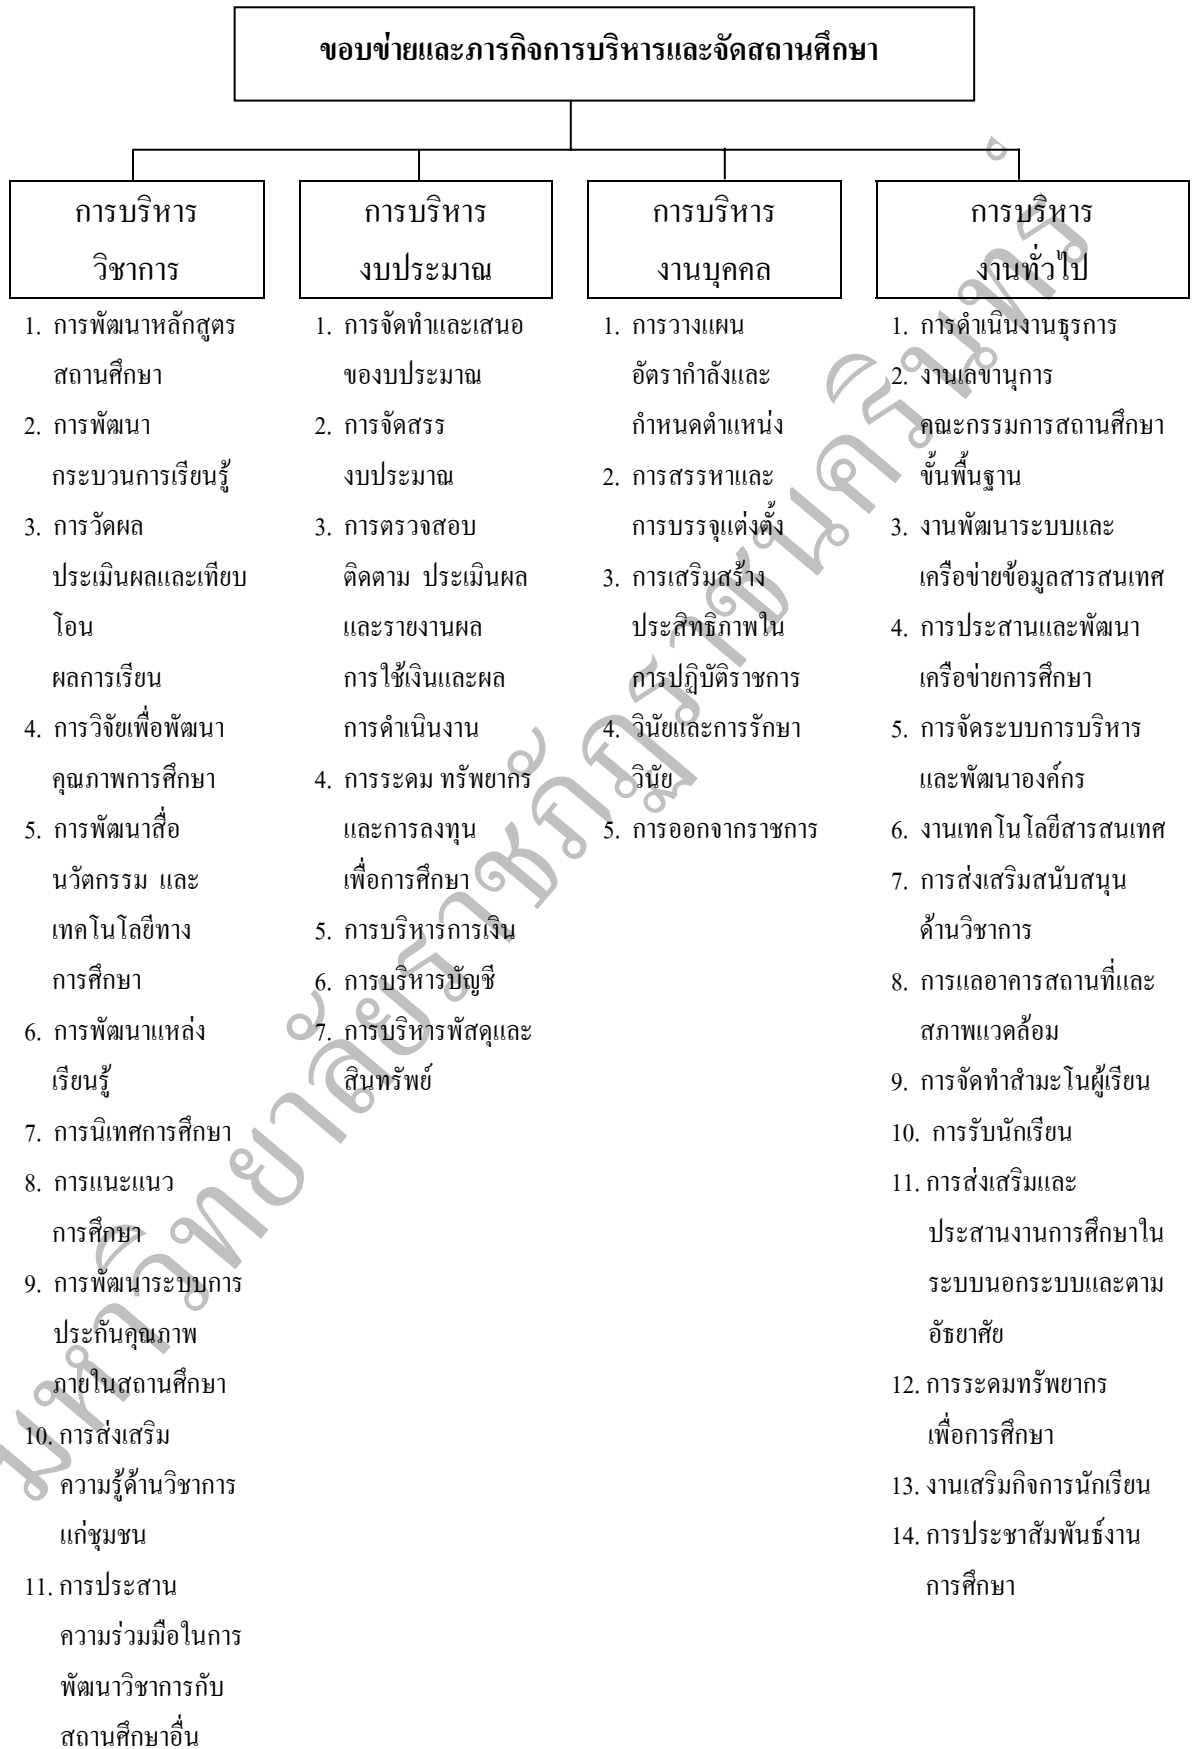 ขอบข่ายและภารกิจการบริหารและจัดสถานศึกษา
การบริหาร
วิชาการ
1. การพัฒนาหลักสูตร
สถานศึกษา
2. การพัฒนา
กระบวนการเรียนรู้
3. การวัดผล
ประเมินผลและเทียบ
โอน
ผลการเรียน
4. การวิจัยเพื่อพัฒนา
คุณภาพการศึกษา
5. การพัฒนาสื่อ
นวัตกรรม และ
เทคโนโลยีทาง
การศึกษา
6. การพัฒนาแหล่ง
เรียนรู้
7. การนิเทศการศึกษา
8. การแนะแนว
การศึกษา
9. การพัฒนาระบบการ
ประกันคุณภาพ
ภายในสถานศึกษา
10. การส่งเสริม
ความรู้ด้านวิชาการ
แก่ชุมชน
11. การประสาน
ความร่วมมือในการ
พัฒนาวิชาการกับ
สถานศึกษาอื่น
การบริหาร
งบประมาณ
1. การจัดทำและเสนอ
ของบประมาณ
2. การจัดสรร
งบประมาณ
3. การตรวจสอบ
ติดตาม ประเมินผล
และรายงานผล
การใช้เงินและผล
การดำเนินงาน
4. การระดม ทรัพยากร
และการลงทุน
เพื่อการศึกษา
5. การบริหารการเงิน
6. การบริหารบัญชี
7. การบริหารพัสดุและ
สินทรัพย์
การบริหาร
งานบุคคล
1. การวางแผน
อัตรากำลังและ
กำหนดตำแหน่ง
2. การสรรหาและ
การบรรจุแต่งตั้ง
3. การเสริมสร้าง
ประสิทธิภาพใน
การปฏิบัติราชการ
4. วินัยและการรักษา
วินัย
5. การออกจากราชการ
การบริหาร
งานทั่วไป
1. การดำเนินงานธุรการ
2. งานเลขานุการ
คณะกรรมการสถานศึกษา
ขั้นพื้นฐาน
3. งานพัฒนาระบบและ
เครือข่ายข้อมูลสารสนเทศ
4. การประสานและพัฒนา
เครือข่ายการศึกษา
5. การจัดระบบการบริหาร
และพัฒนาองค์กร
6. งานเทคโนโลยีสารสนเทศ
7. การส่งเสริมสนับสนุน
ด้านวิชาการ
8. การแลอาคารสถานที่และ
สภาพแวดล้อม
9. การจัดทำสำมะโนผู้เรียน
10. การรับนักเรียน
11. การส่งเสริมและ
ประสานงานการศึกษาใน
ระบบนอกระบบและตาม
อัธยาศัย
12. การระดมทรัพยากร
เพื่อการศึกษา
13. งานเสริมกิจการนักเรียน
14. การประชาสัมพันธ์งาน
การศึกษา
มหาวิทยาลัยราชภัฏราชนครินทร์